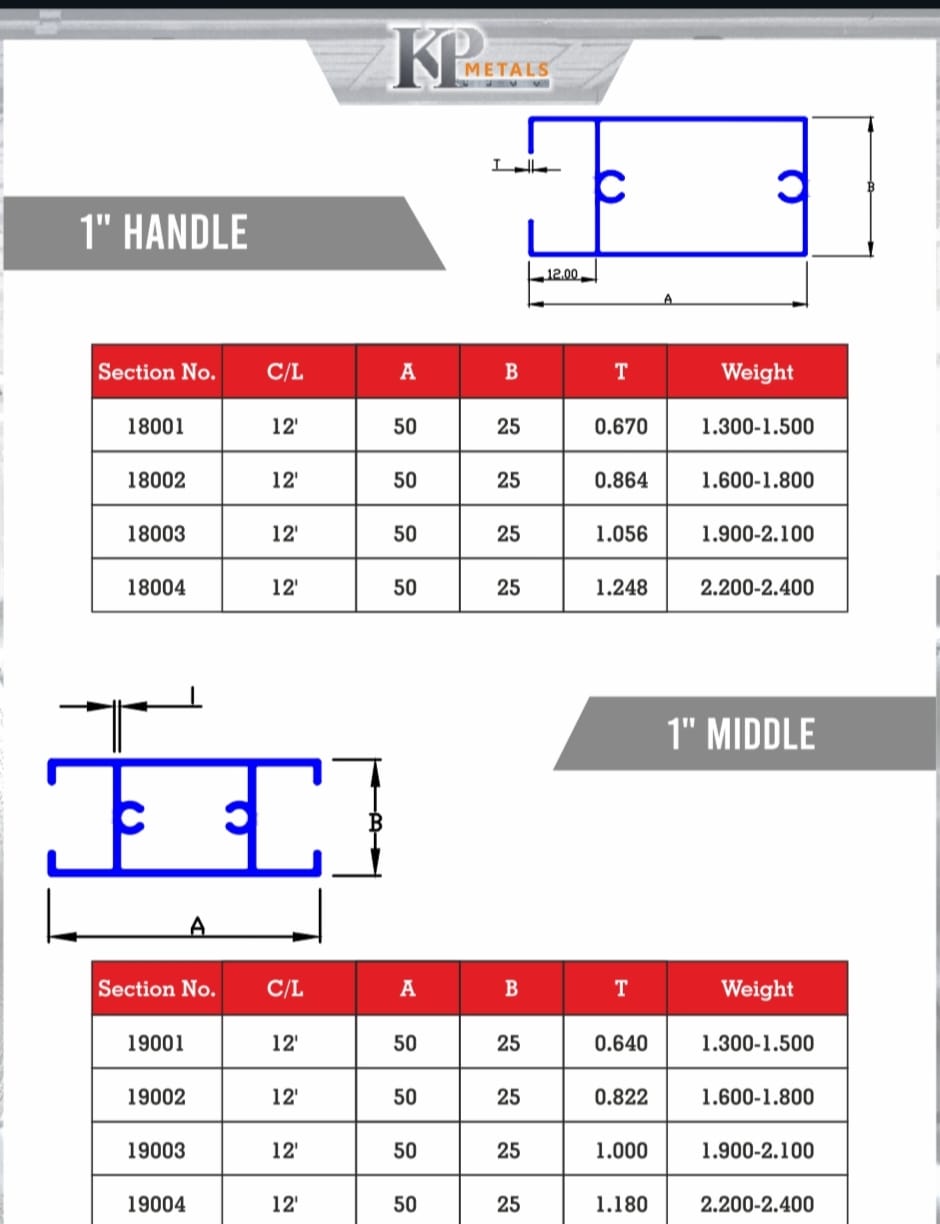 KP
METALS
T
B
1" HANDLE
12.00
A
Section No. C/L A B T Weight
18001 12' 50 25 0.670 1.300-1.500
18002 12' 50 25 0.864 1.600-1.800
18003 12' 50 25 1.056 1.900-2.100
18004 12' 50 25 1.248 2.200-2.400
1" MIDDLE
B
A
Section No. C/L A B T Weight
19001 12' 50 25 0.640 1.300-1.500
19002 12' 50 25 0.822 1.600-1.800
19003 12' 50 25 1.000 1.900-2.100
19004 12' 50 25 1.180 2.200-2.400